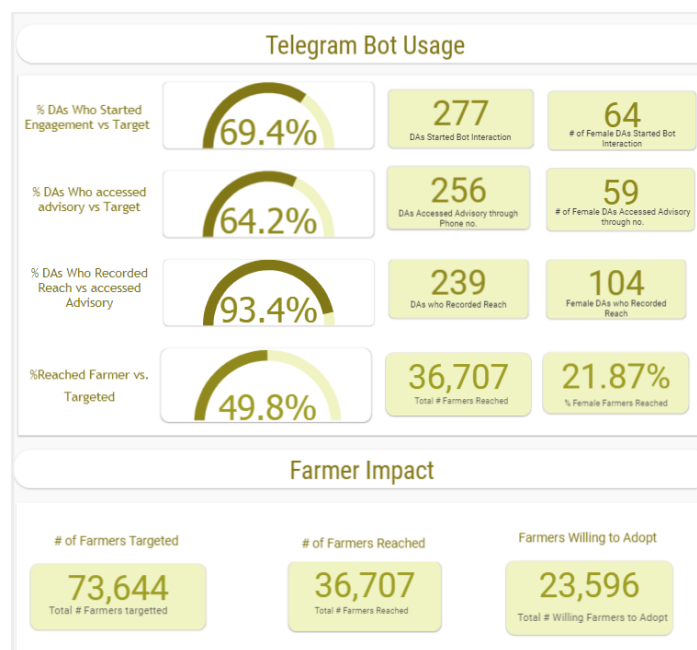 Telegram Bot Usage
% DAs Who Started
Engagement vs Target
69.4%
277
DAs Started Bot Interaction
64
# of Female DAs Started Bot
Interaction
% DAs Who accessed
advisory vs Target
64.2%
256
DAs Accessed Advisory through
Phone no.
59
# of Female DAs Accessed Advisory
through no.
% DAs Who Recorded
Reach vs accessed
Advisory
93.4%
239
DAs who Recorded Reach
104
Female DAs who Recorded
Reach
%Reached Farmer vs.
Targeted
49.8%
36,707
Total # Farmers Reached
21.87%
% Female Farmers Reached
Farmer Impact
# of Farmers Targeted
73,644
Total # Farmers targetted
# of Farmers Reached
36,707
Total # Farmers Reached
Farmers Willing to Adopt
23,596
Total # Willing Farmers to Adopt